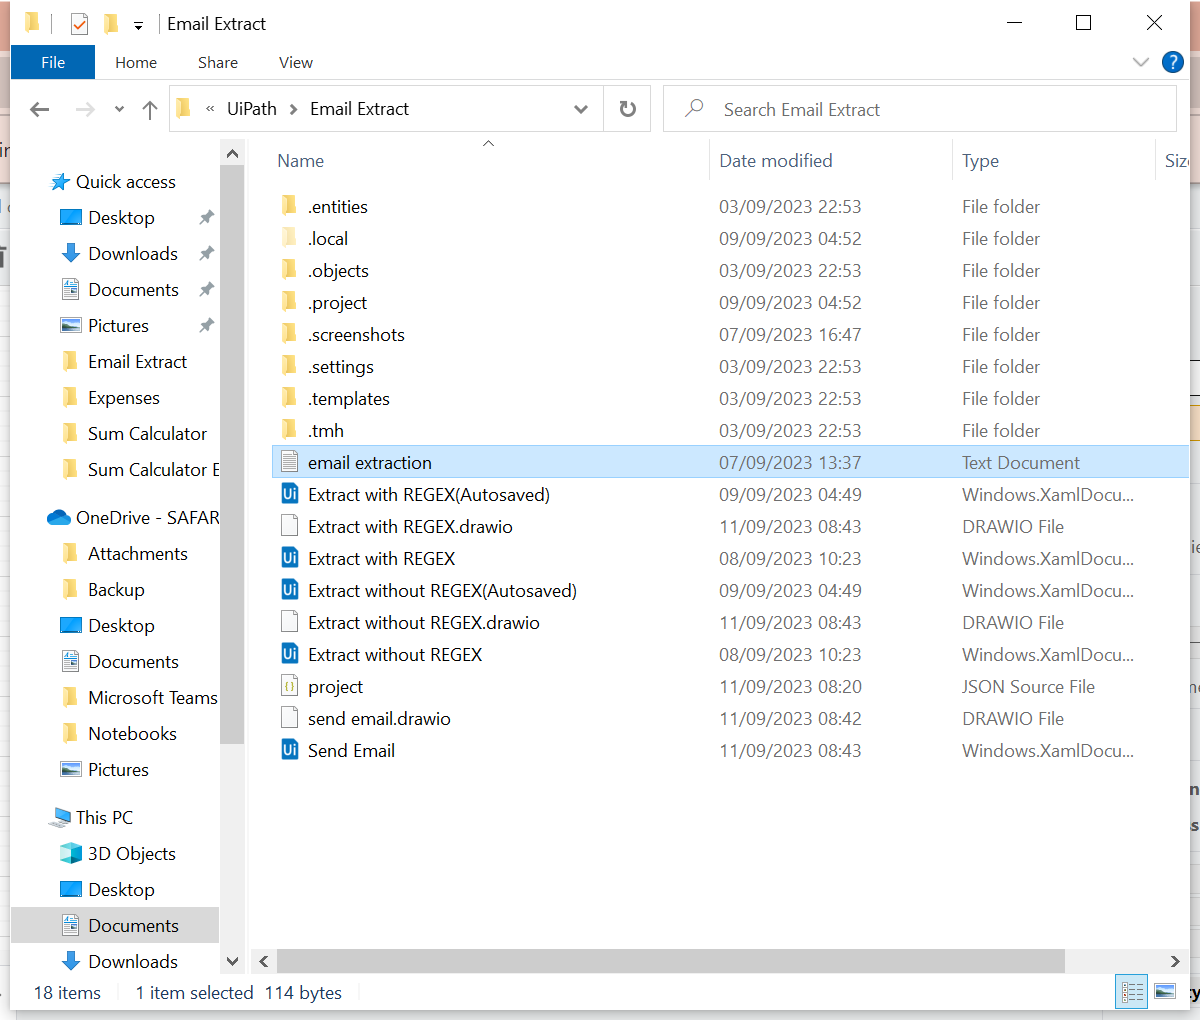 Email Extract
File Home Share View
« UiPath Email Extract Search Email Extract
Name Date modified Type
Quick access
Desktop
Downloads
Documents
Pictures
Email Extract
Expenses
Sum Calculator
Sum Calculator E
OneDrive - SAFAR
Attachments
Backup
Desktop
Documents
Microsoft Teams
Notebooks
Pictures
This PC
3D Objects
Desktop
Documents
Downloads
.entities 03/09/2023 22:53 File folder
.local 09/09/2023 04:52 File folder
.objects 03/09/2023 22:53 File folder
.project 09/09/2023 04:52 File folder
.screenshots 07/09/2023 16:47 File folder
.settings 03/09/2023 22:53 File folder
.templates 03/09/2023 22:53 File folder
.tmh 03/09/2023 22:53 File folder
email extraction 07/09/2023 13:37 Text Document
Ui Extract with REGEX(Autosaved) 09/09/2023 04:49 Windows.XamlDocu...
Extract with REGEX.drawio 11/09/2023 08:43 DRAWIO File
Ui Extract with REGEX 08/09/2023 10:23 Windows.XamlDocu...
Ui Extract without REGEX(Autosaved) 09/09/2023 04:49 Windows.XamlDocu...
Extract without REGEX.drawio 11/09/2023 08:43 DRAWIO File
Ui Extract without REGEX 08/09/2023 10:23 Windows.XamlDocu...
project 11/09/2023 08:20 JSON Source File
send email.drawio 11/09/2023 08:42 DRAWIO File
Ui Send Email 11/09/2023 08:43 Windows.XamlDocu...
18 items 1 item selected 114 bytes